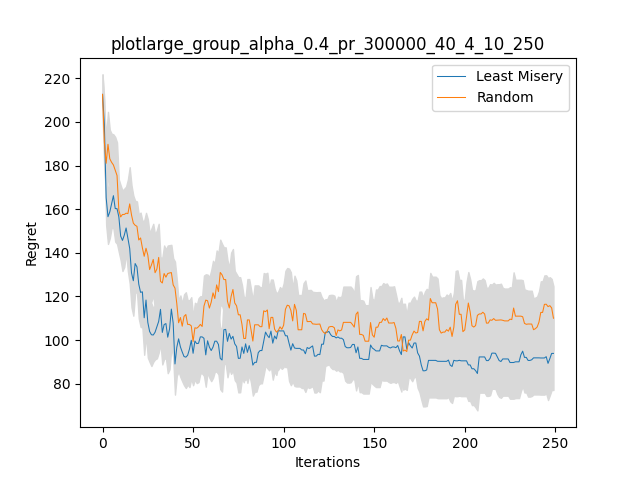 plotlarge_group_alpha_0.4_pr_300000_40_4_10_250
Least Misery
Random
Regret
220
200
180
160
140
120
100
80
0 50 100 150 200 250
Iterations